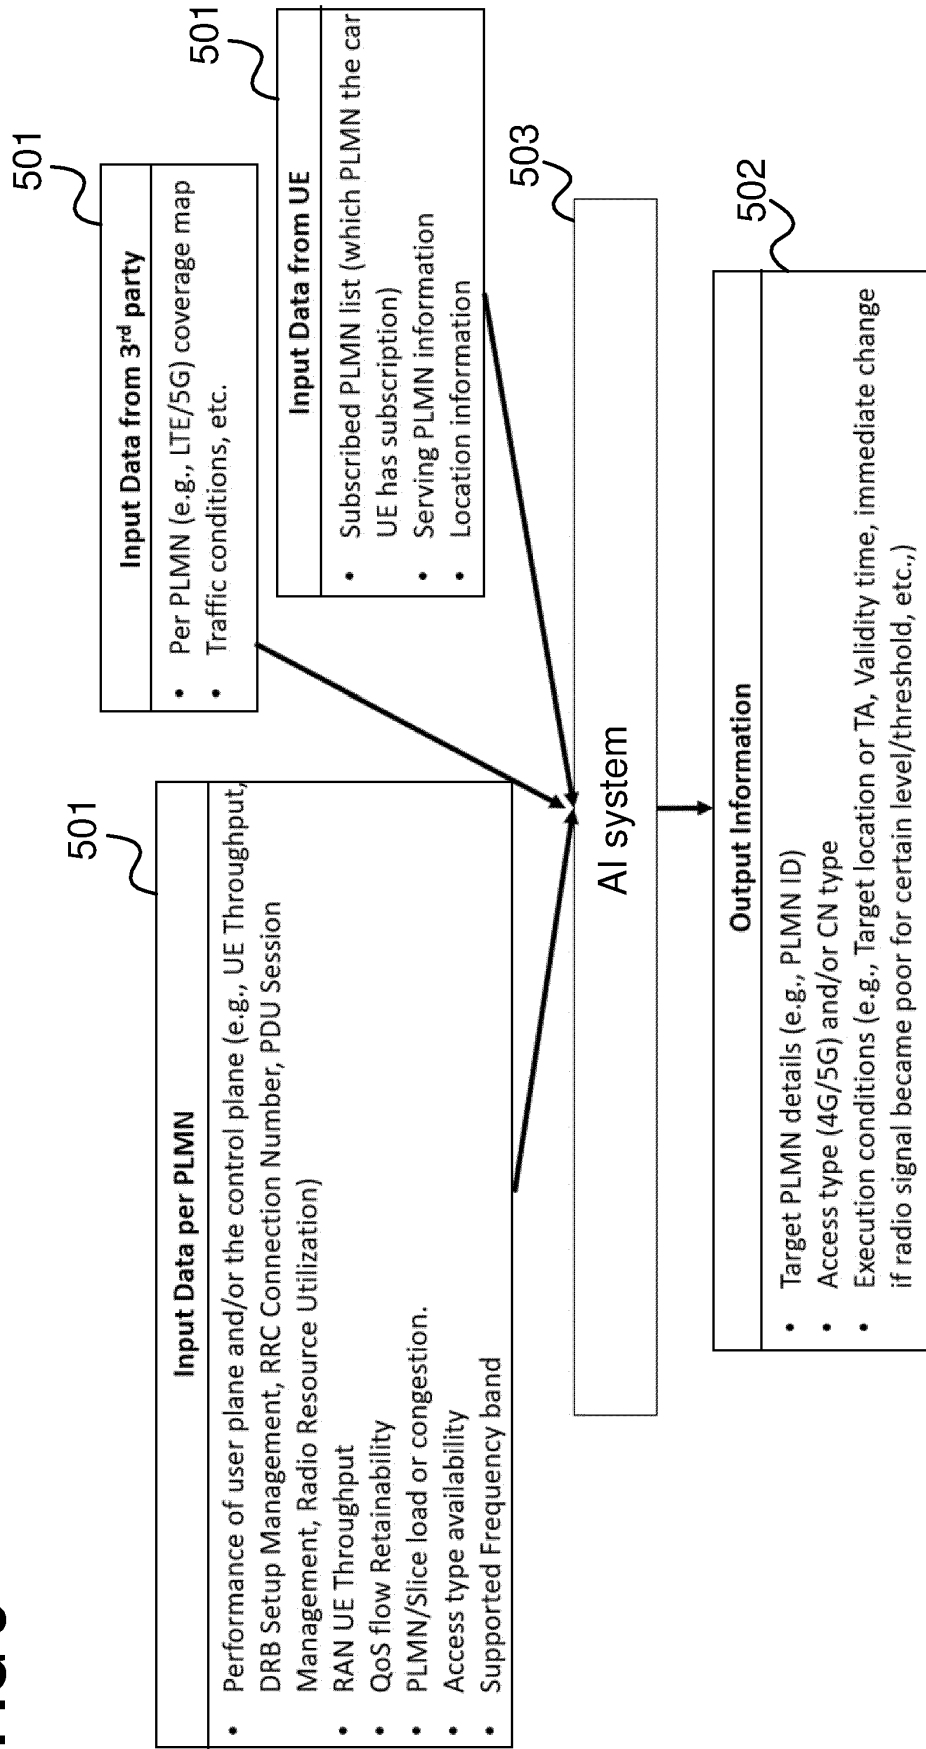 501
Input Data per PLMN
• Performance of user plane and/or the control plane (e.g., UE Throughput,
DRB Setup Management, RRC Connection Number, PDU Session
Management, Radio Resource Utilization)
• RAN UE Throughput
• QoS flow Retainability
• PLMN/Slice load or congestion.
• Access type availability
• Supported Frequency band
501
Input Data from 3rd party
• Per PLMN (e.g., LTE/5G) coverage map
• Traffic conditions, etc.
501
Input Data from UE
• Subscribed PLMN list (which PLMN the car
UE has subscription)
• Serving PLMN information
• Location information
503
AI system
502
Output Information
• Target PLMN details (e.g., PLMN ID)
• Access type (4G/5G) and/or CN type
• Execution conditions (e.g., Target location or TA, Validity time, immediate change
if radio signal became poor for certain level/threshold, etc.,)